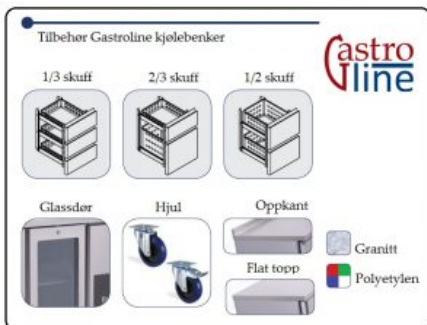 Tilbehør Gastroline kjølebenker
Gastro
line
1/3 skuff
2/3 skuff
1/2 skuff
Glassdør
Hjul
Oppkant
Granitt
Flat topp
Polyetylen